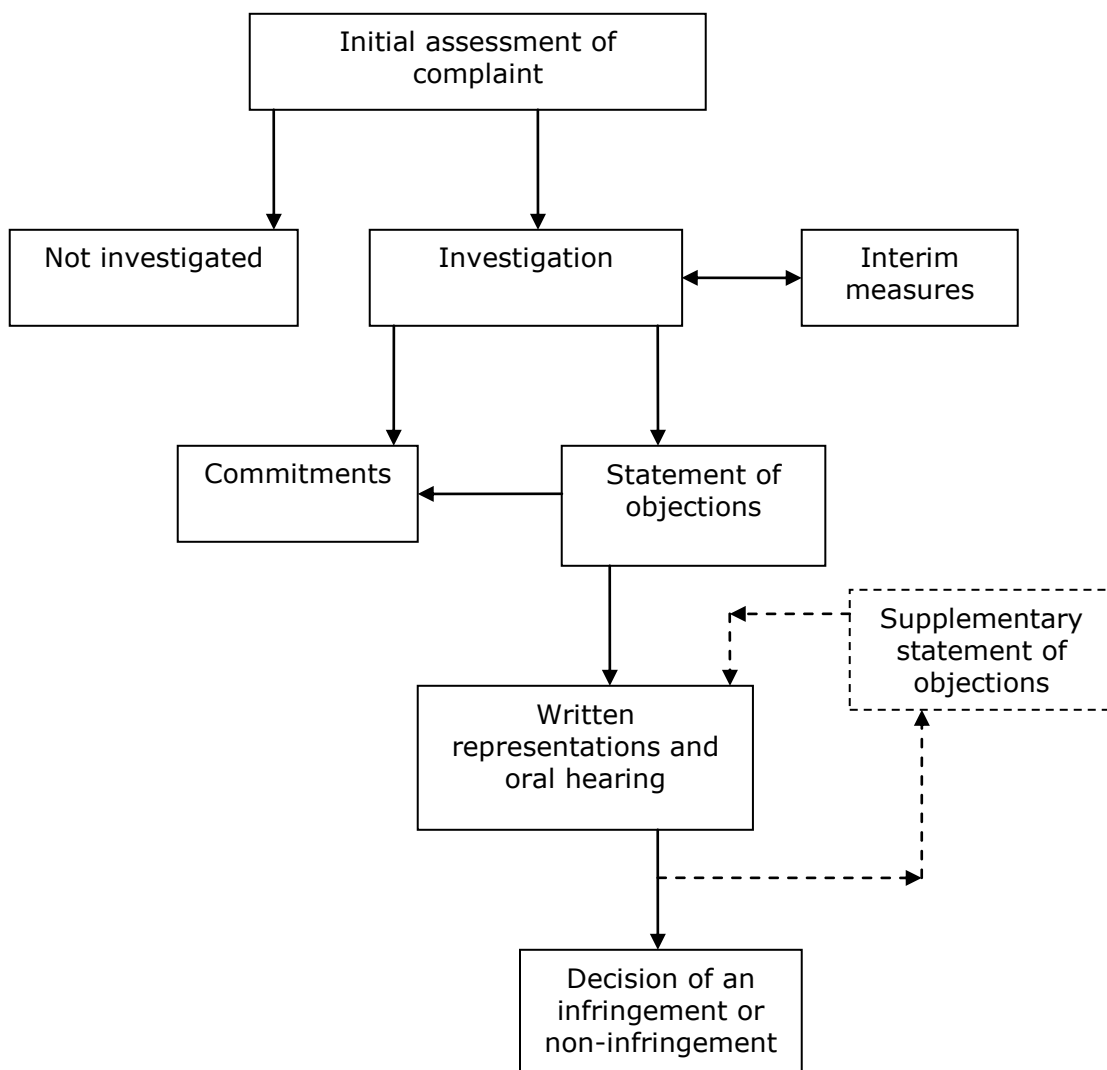 Initial assessment of
complaint
Not investigated
Investigation
Interim
measures
Commitments
Statement of
objections
Supplementary
statement of
objections
Written
representations and
oral hearing
Decision of an
infringement or
non-infringement